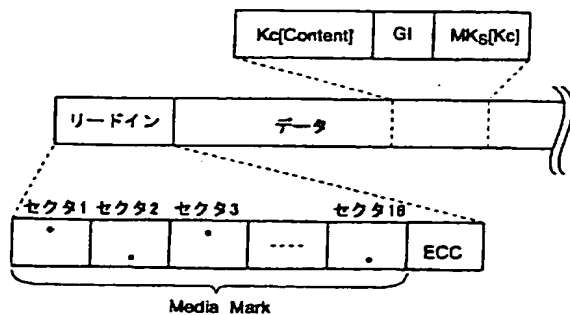 Kc[Content] GI MKS[Kc]
リードイン データ
セクタ1 セクタ2 セクタ3 セクタ16
---- ECC
Media Mark